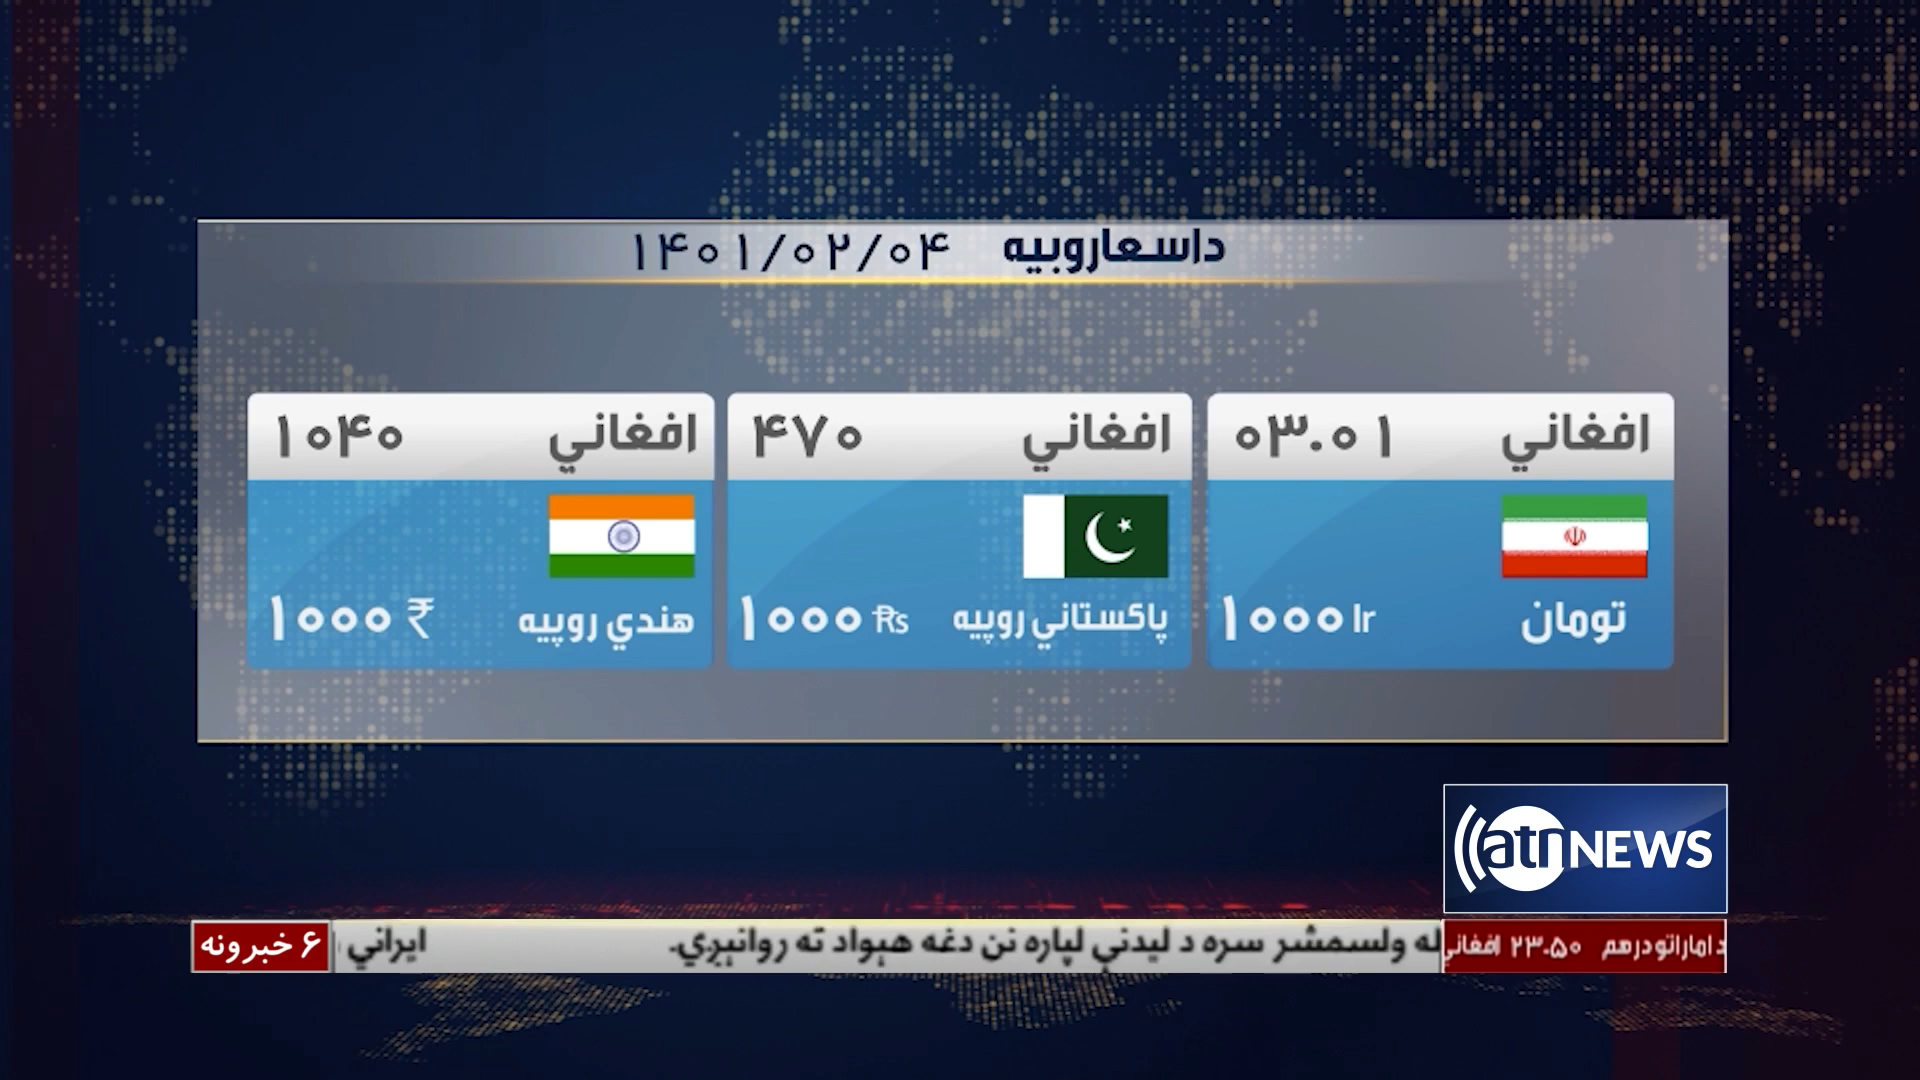 داسعاروبیه ۱۴۰۱/۰۲/۰۴
افغاني ۰۳.۰۱
تومان ۱۰۰۰ Ir
افغاني ۴۷۰
پاکستاني روپیه ۱۰۰۰ ₨
افغاني ۱۰۴۰
هندي روپیه ۱۰۰۰ ₹
atn NEWS
د اماراتو درهم ۲۳.۵۰ افغاني
له ولسمشر سره د لیدنې لپاره نن دغه هېواد ته روانېږي.
ایراني
۶ خبرونه